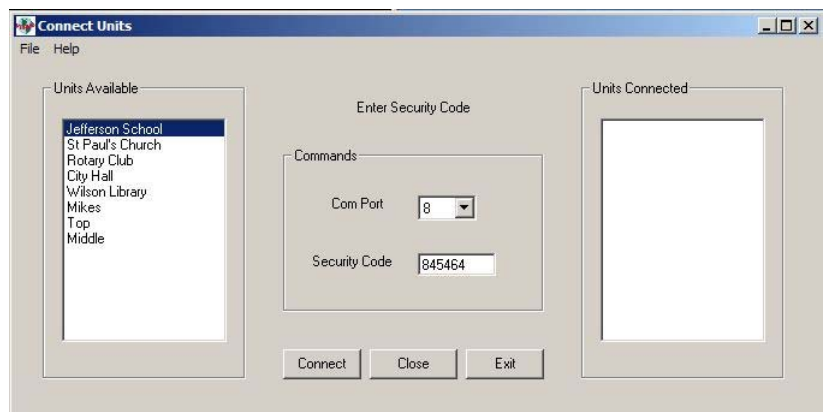 Connect Units
File Help
Units Available
Jefferson School
St Paul's Church
Rotary Club
City Hall
Wilson Library
Mikes
Top
Middle
Enter Security Code
Commands
Com Port 8
Security Code 845464
Connect Close Exit
Units Connected